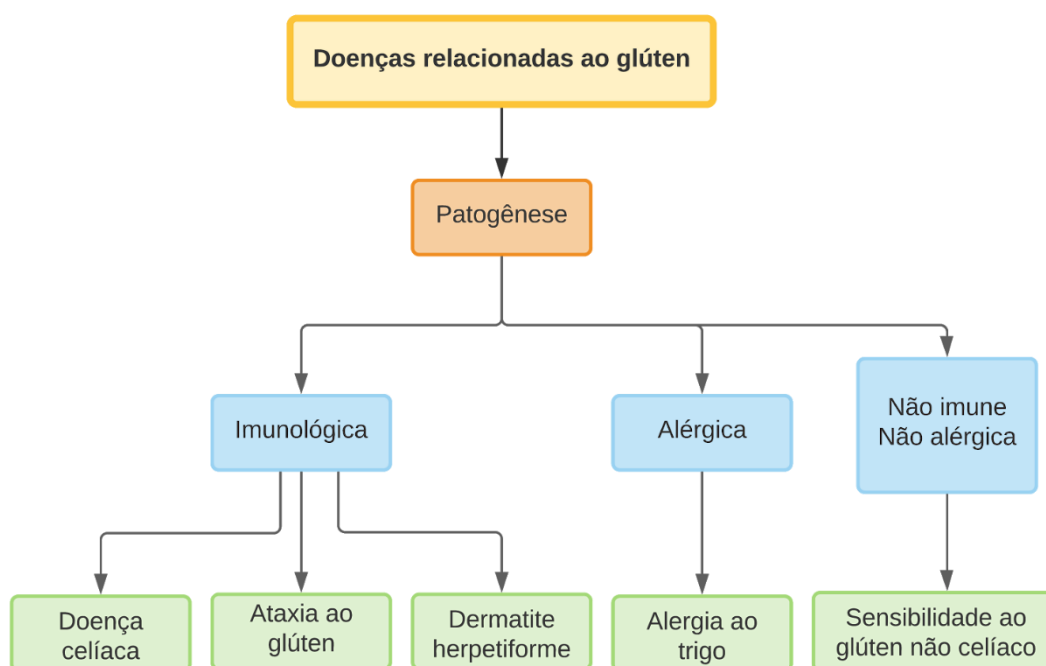 Doenças relacionadas ao glúten
Patogênese
Imunológica
Alérgica
Não imune
Não alérgica
Doença
celíaca
Ataxia ao
glúten
Dermatite
herpetiforme
Alergia ao
trigo
Sensibilidade ao
glúten não celíaco